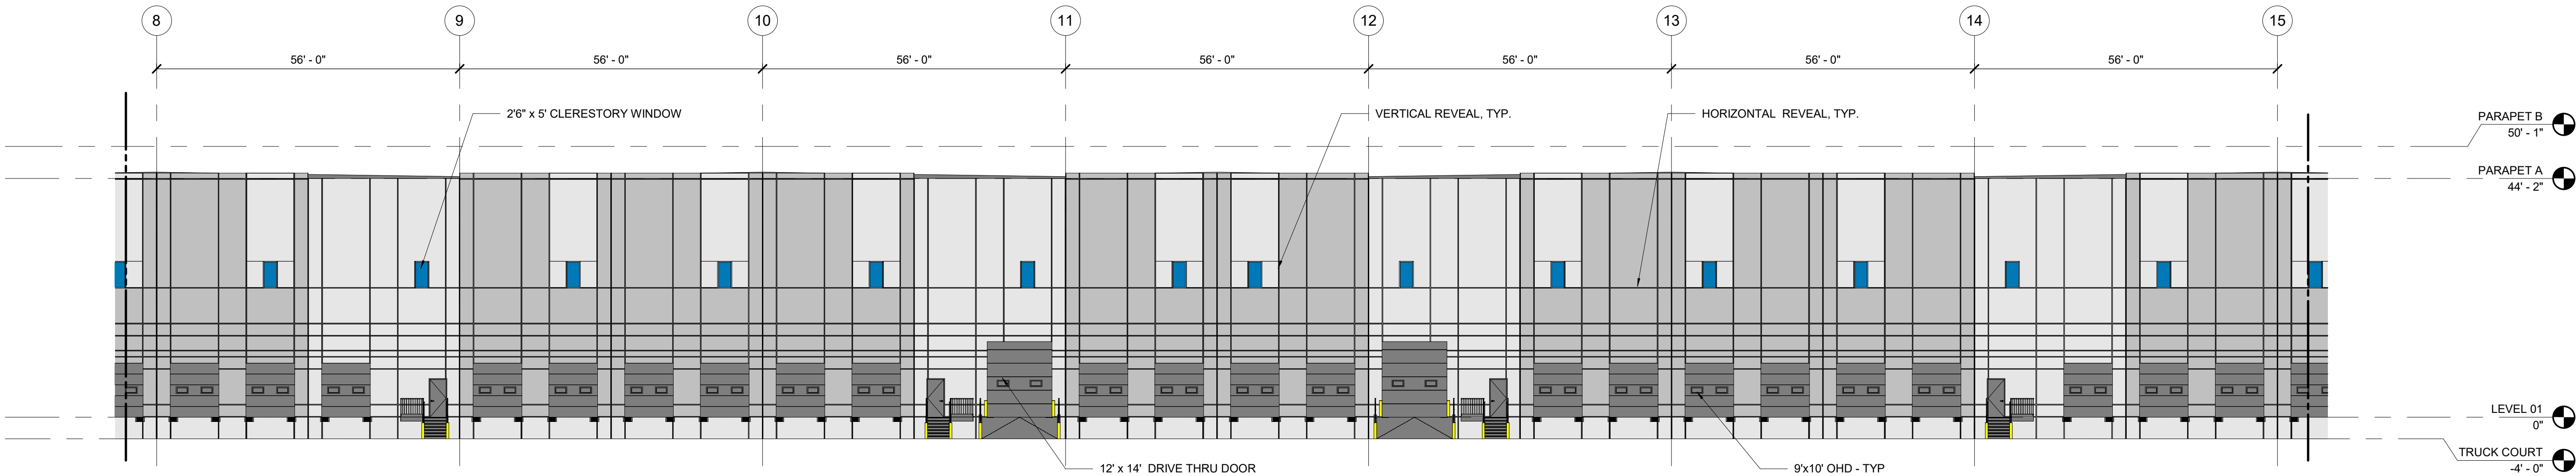 8
9
10
11
12
13
14
15
56' - 0"
56' - 0"
56' - 0"
56' - 0"
56' - 0"
56' - 0"
56' - 0"
2'6" x 5' CLERESTORY WINDOW
VERTICAL REVEAL, TYP.
HORIZONTAL REVEAL, TYP.
PARAPET B
50' - 1"
PARAPET A
44' - 2"
LEVEL 01
0"
TRUCK COURT
-4' - 0"
12' x 14' DRIVE THRU DOOR
9'x10' OHD - TYP